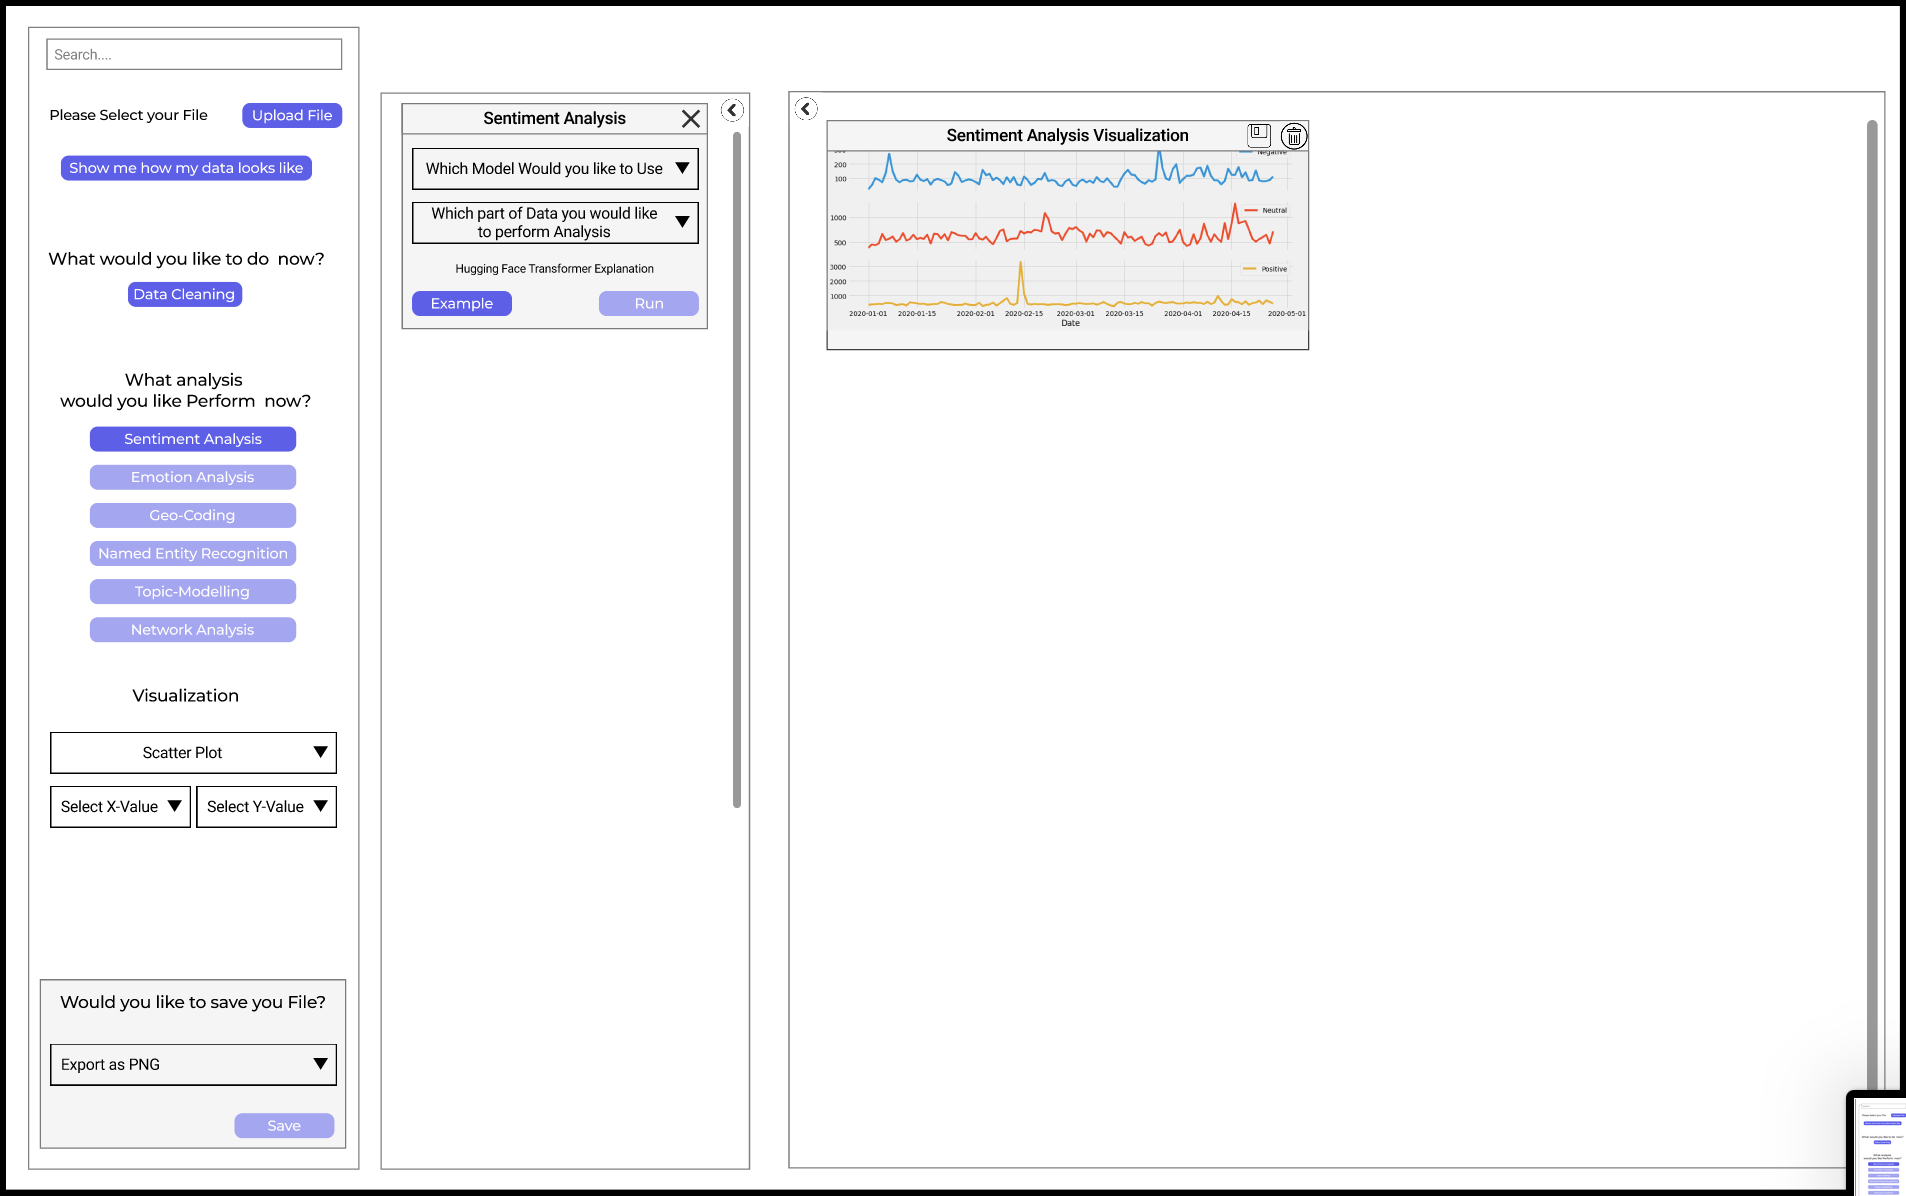 Search....
Please Select your File
Upload File
Show me how my data looks like
What would you like to do  now?
Data Cleaning
What analysis
would you like Perform  now?
Sentiment Analysis
Emotion Analysis
Geo-Coding
Named Entity Recognition
Topic-Modelling
Network Analysis
Visualization
Scatter Plot
Select X-Value
Select Y-Value
Would you like to save you File?
Export as PNG
Save
Sentiment Analysis
Which Model Would you like to Use
Which part of Data you would like
to perform Analysis
Hugging Face Transformer Explanation
Example
Run
Sentiment Analysis Visualization
Negative
200
100
Neutral
1000
500
Positive
3000
2000
1000
2020-01-01 2020-01-15 2020-02-01 2020-02-15 2020-03-01 2020-03-15 2020-04-01 2020-04-15 2020-05-01
Date